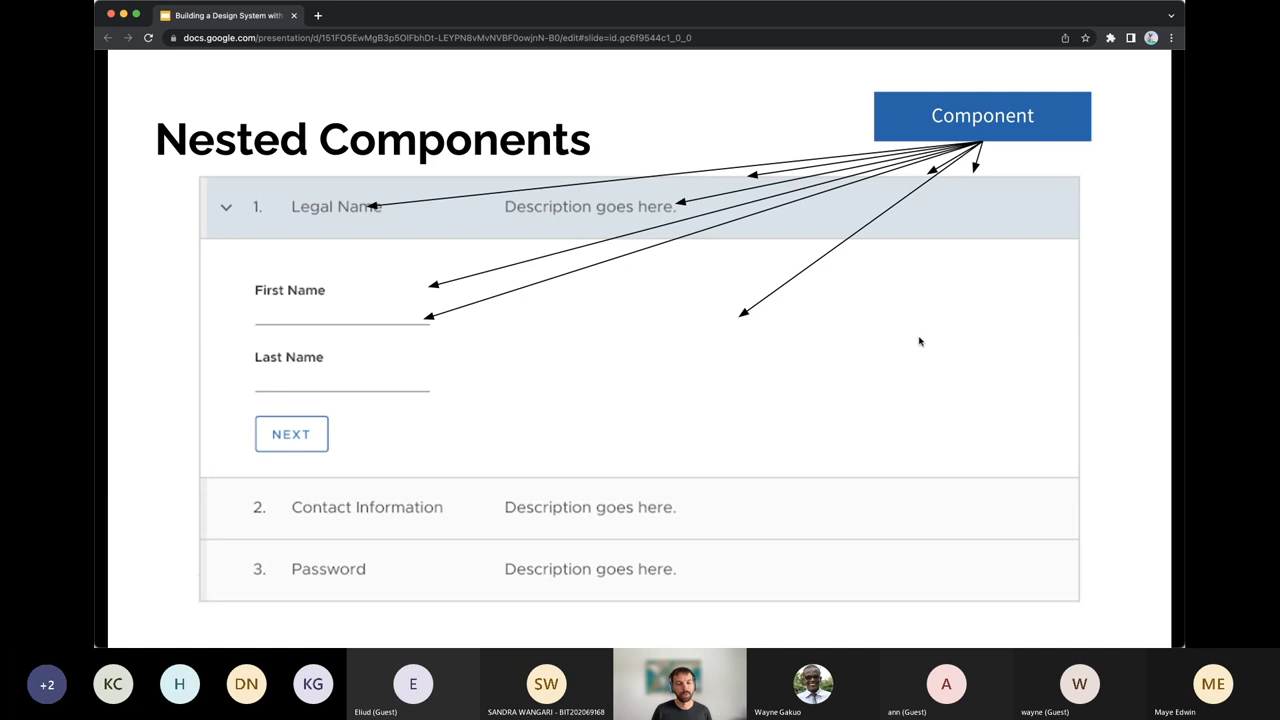 Building a Design System with
docs.google.com/presentation/d/151FO5EwMgB3p5OlFbhDt-LEYPN8vMvNVBF0owjnN-B0/edit#slide=id.gc6f9544c1_0_0
Component
Nested Components
1. Legal Name Description goes here.
First Name
Last Name
NEXT
2. Contact Information Description goes here.
3. Password Description goes here.
+2 KC H DN KG E SW A W ME
Eliud (Guest) SANDRA WANGARI - BIT202069168 Wayne Gakuo ann (Guest) wayne (Guest) Maye Edwin